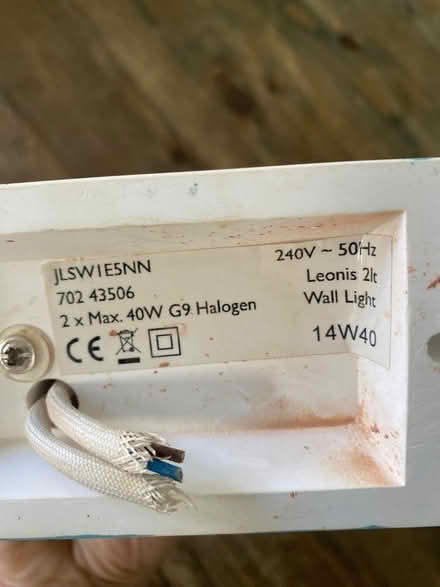 JLSW1E5NN
702 43506
2 x Max. 40W G9 Halogen
CE
240V ~ 50Hz
Leonis 2lt
Wall Light
14W40